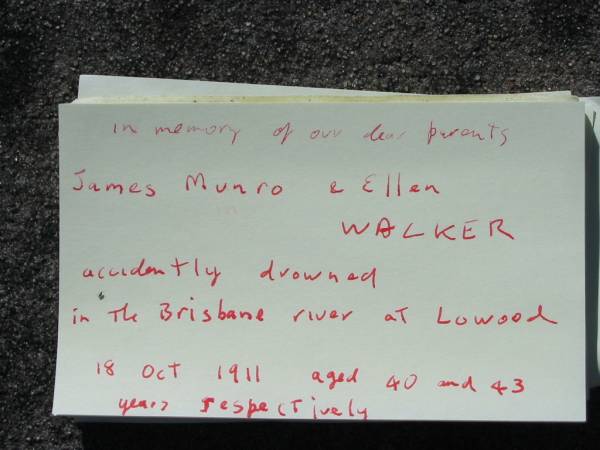 in memory of our dear parents
James Munro & Ellen
WALKER
accidently drowned
in the Brisbane river at Lowood
18 Oct 1911 aged 40 and 43
years respectively